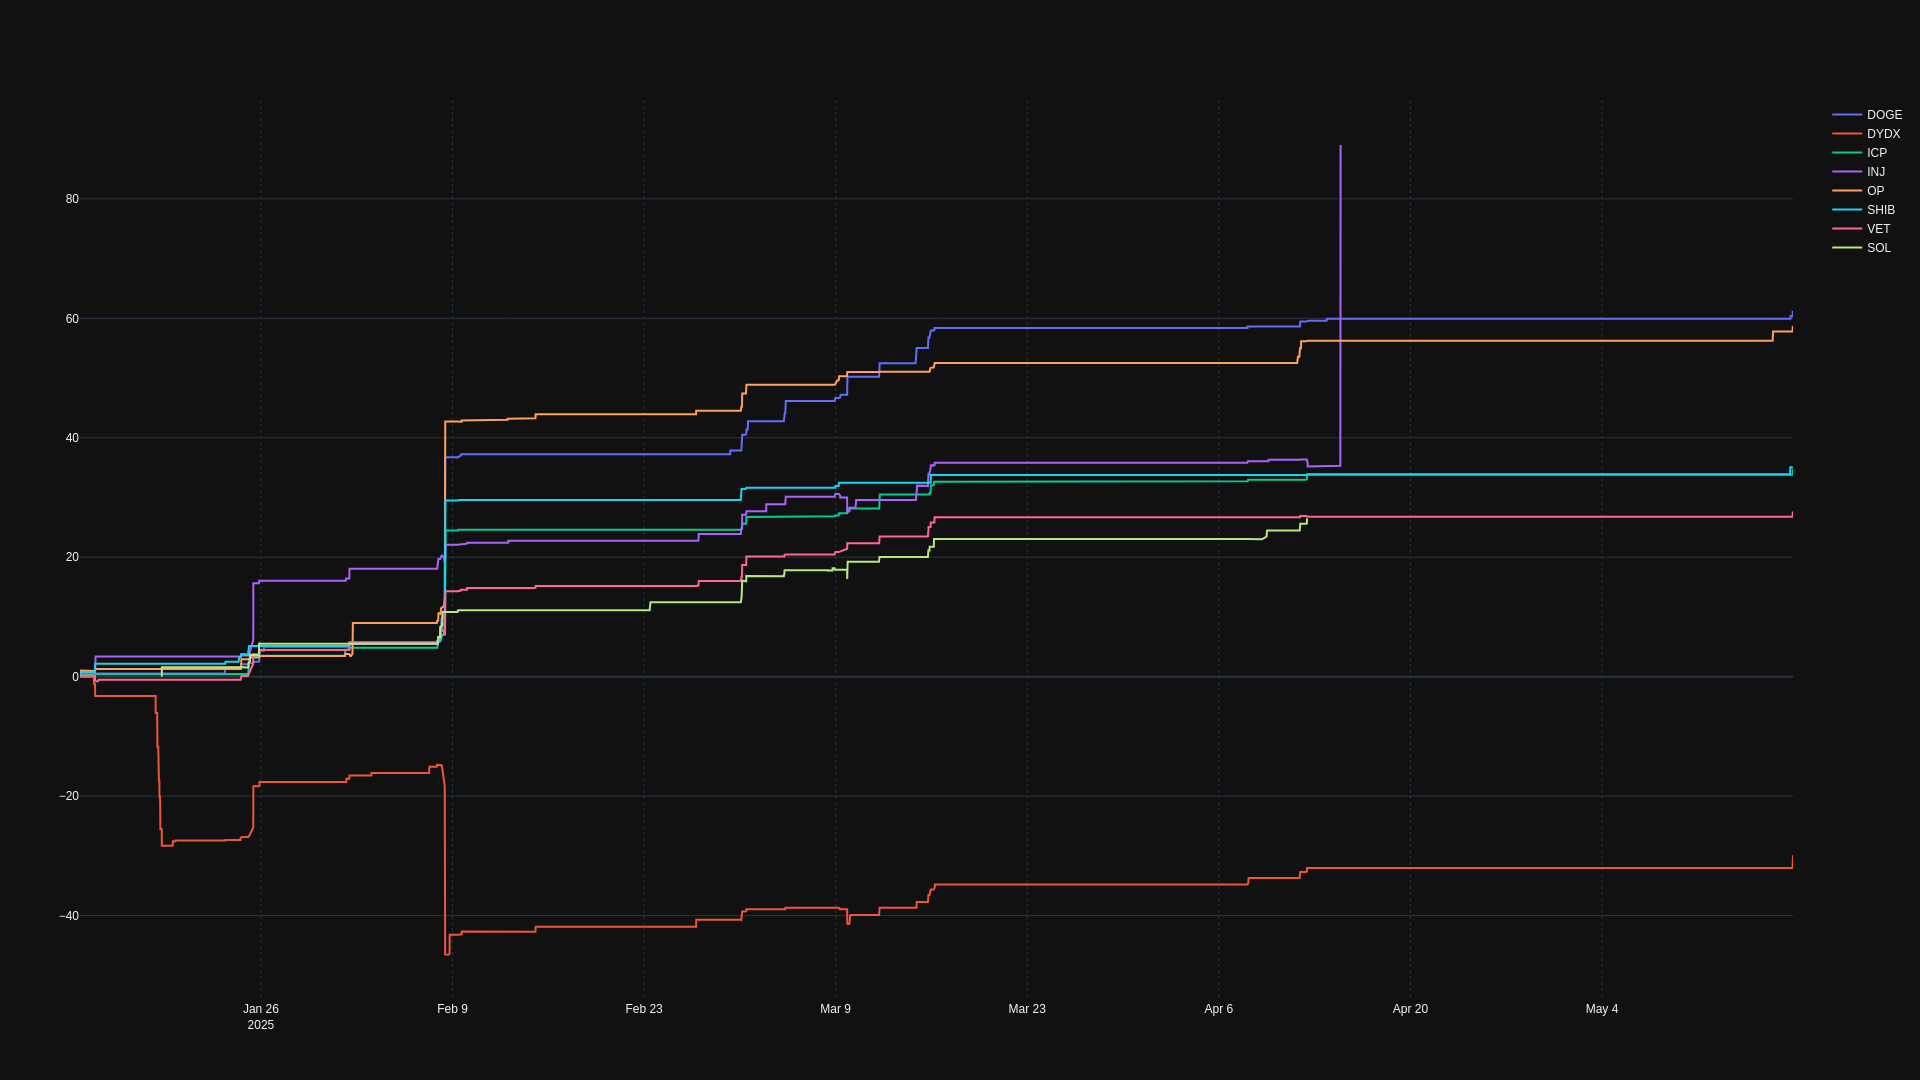 80
60
40
20
0
−20
−40
Jan 26
2025
Feb 9
Feb 23
Mar 9
Mar 23
Apr 6
Apr 20
May 4
DOGE
DYDX
ICP
INJ
OP
SHIB
VET
SOL